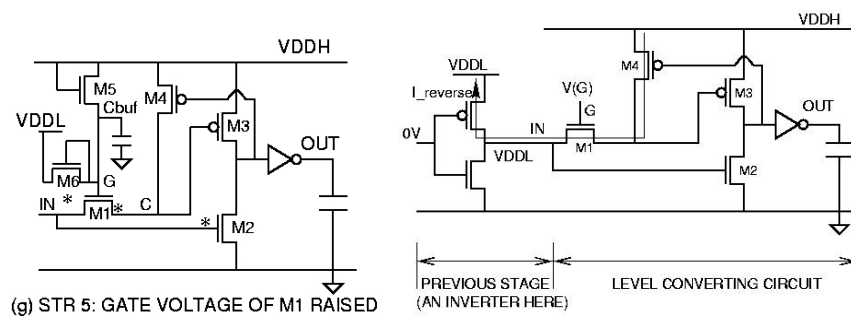 VDDH
M5
Cbuf
M4
M3
VDDL
OUT
M6
G
*
IN
M1
*
C
*
M2
(g) STR 5: GATE VOLTAGE OF M1 RAISED
VDDH
VDDL
M4
I_reverse
V(G)
G
M3
OUT
0V
IN
M1
VDDL
M2
PREVIOUS STAGE
(AN INVERTER HERE)
LEVEL CONVERTING CIRCUIT